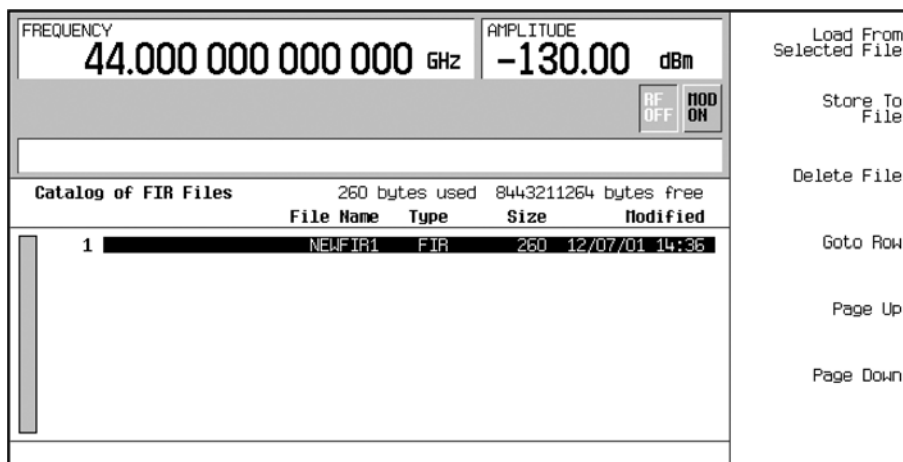 FREQUENCY
44.000 000 000 000 GHz
AMPLITUDE
-130.00 dBm
RF OFF
MOD ON
Catalog of FIR Files 260 bytes used 8443211264 bytes free
File Name Type Size Modified
1 NEWFIR1 FIR 260 12/07/01 14:36
Load From
Selected File
Store To
File
Delete File
Goto Row
Page Up
Page Down